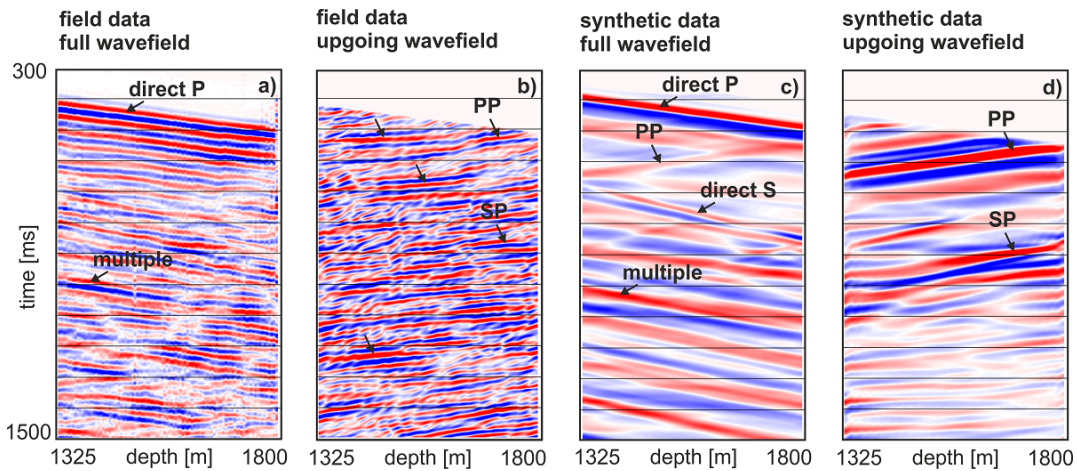 field data
full wavefield
field data
upgoing wavefield
synthetic data
full wavefield
synthetic data
upgoing wavefield
300
time [ms]
1500
direct P
a)
multiple
1325 depth [m] 1800
b)
PP
SP
1325 depth [m] 1800
direct P
c)
PP
direct S
multiple
1325 depth [m] 1800
d)
PP
SP
1325 depth [m] 1800